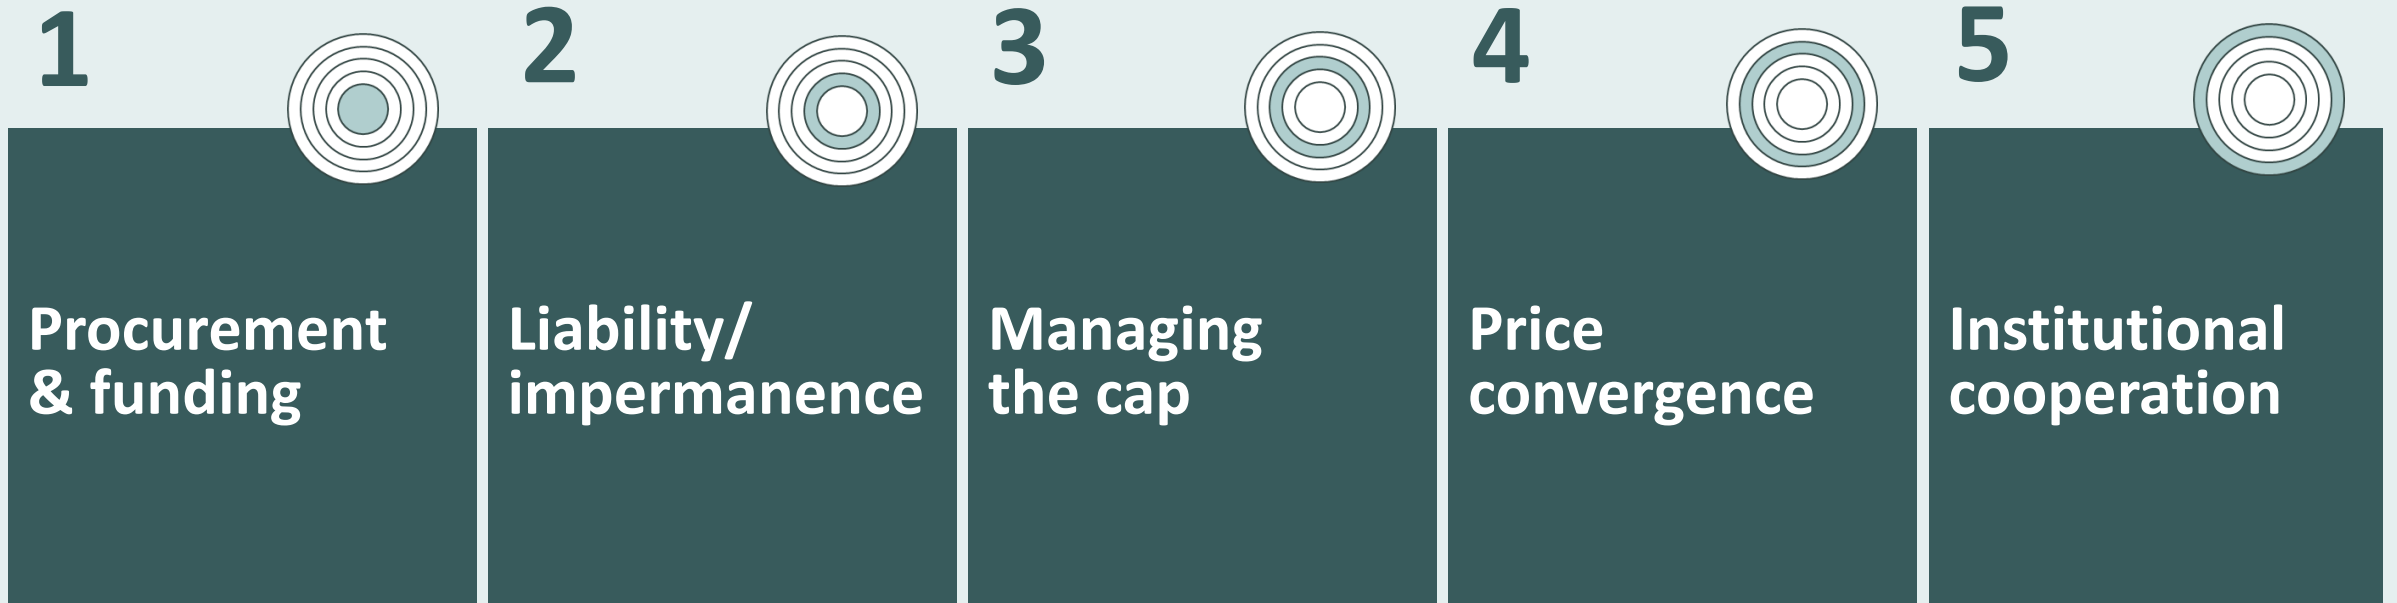 1
Procurement
& funding
2
Liability/
impermanence
3
Managing
the cap
4
Price
convergence
5
Institutional
cooperation